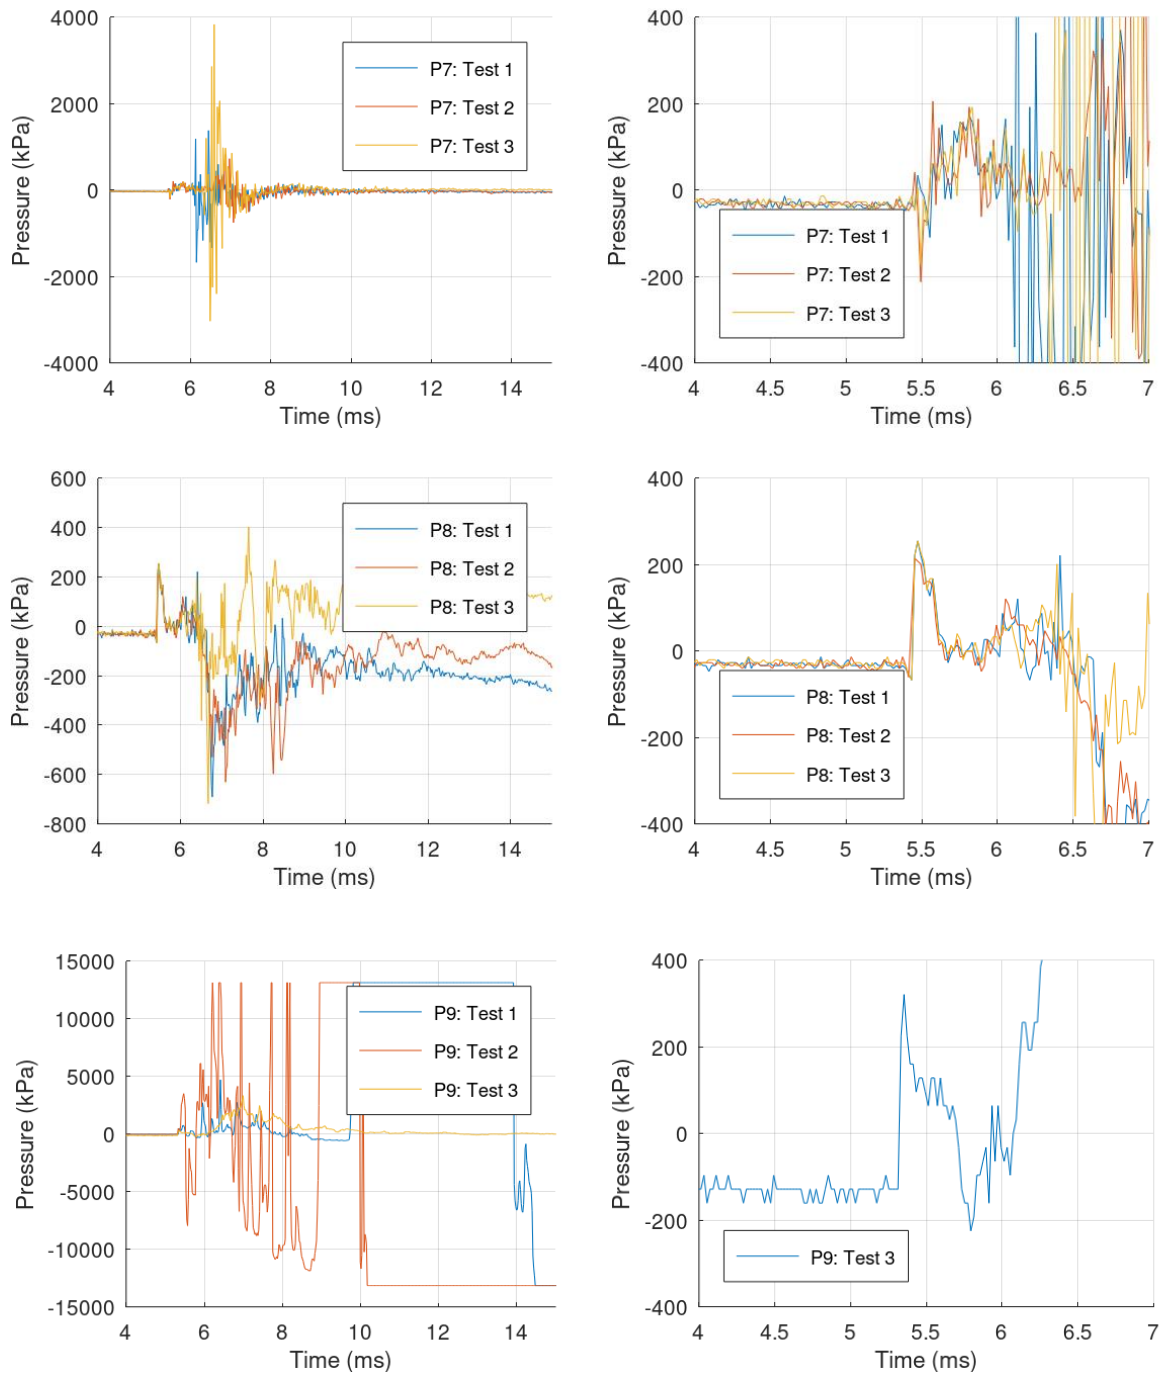 4000
2000
0
-2000
-4000
Pressure (kPa)
4 6 8 10 12 14
Time (ms)
P7: Test 1
P7: Test 2
P7: Test 3
400
200
0
-200
-400
Pressure (kPa)
4 4.5 5 5.5 6 6.5 7
Time (ms)
P7: Test 1
P7: Test 2
P7: Test 3
600
400
200
0
-200
-400
-600
-800
Pressure (kPa)
4 6 8 10 12 14
Time (ms)
P8: Test 1
P8: Test 2
P8: Test 3
400
200
0
-200
-400
Pressure (kPa)
4 4.5 5 5.5 6 6.5 7
Time (ms)
P8: Test 1
P8: Test 2
P8: Test 3
15000
10000
5000
0
-5000
-10000
-15000
Pressure (kPa)
4 6 8 10 12 14
Time (ms)
P9: Test 1
P9: Test 2
P9: Test 3
400
200
0
-200
-400
Pressure (kPa)
4 4.5 5 5.5 6 6.5 7
Time (ms)
P9: Test 3